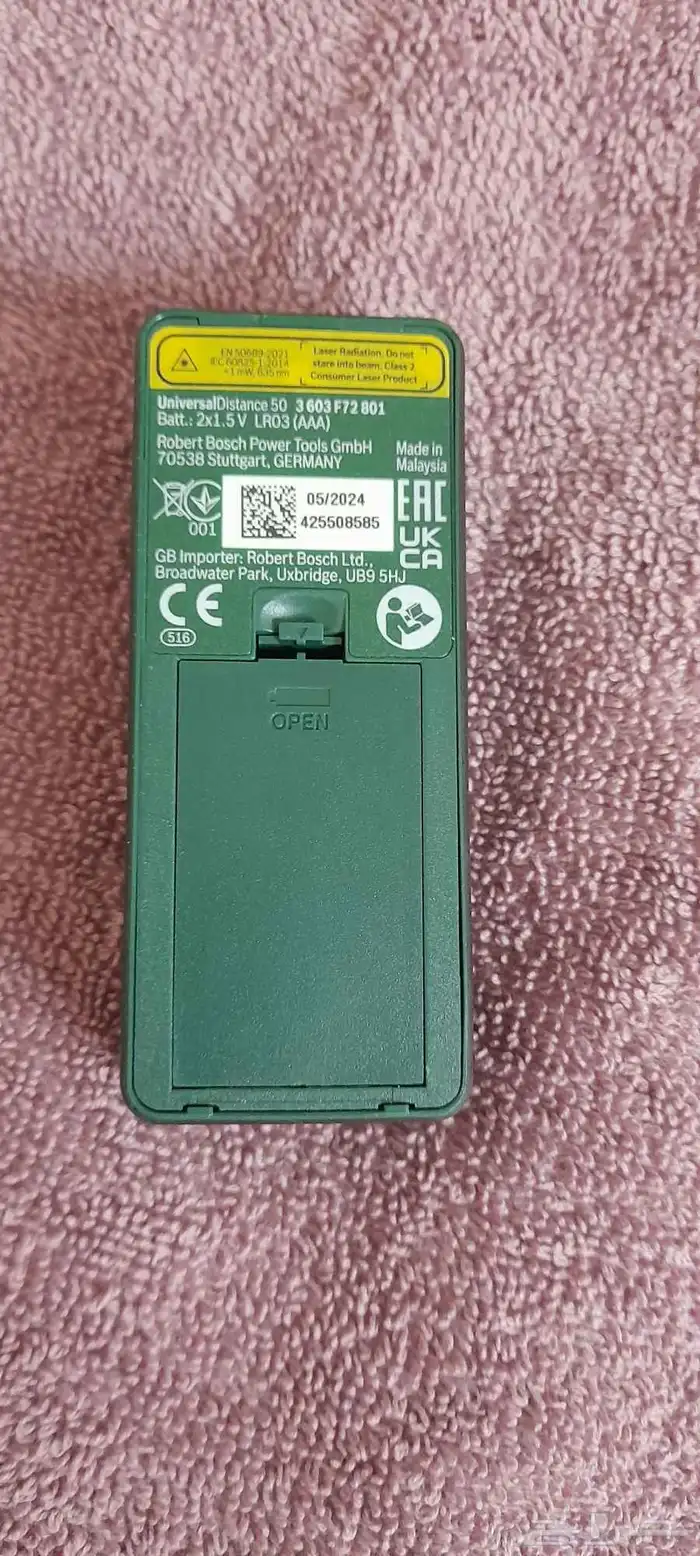 EN 50689:2021
IEC 60825-1:2014
<1 mW, 635 nm
Laser Radiation. Do not
stare into beam. Class 2
Consumer Laser Product
UniversalDistance 50 3 603 F72 801
Batt.: 2x1.5 V LR03 (AAA)
Robert Bosch Power Tools GmbH
70538 Stuttgart, GERMANY
Made in
Malaysia
001
05/2024
425508585
EAC
UK
CA
GB Importer: Robert Bosch Ltd.,
Broadwater Park, Uxbridge, UB9 5HJ
CE
516
OPEN